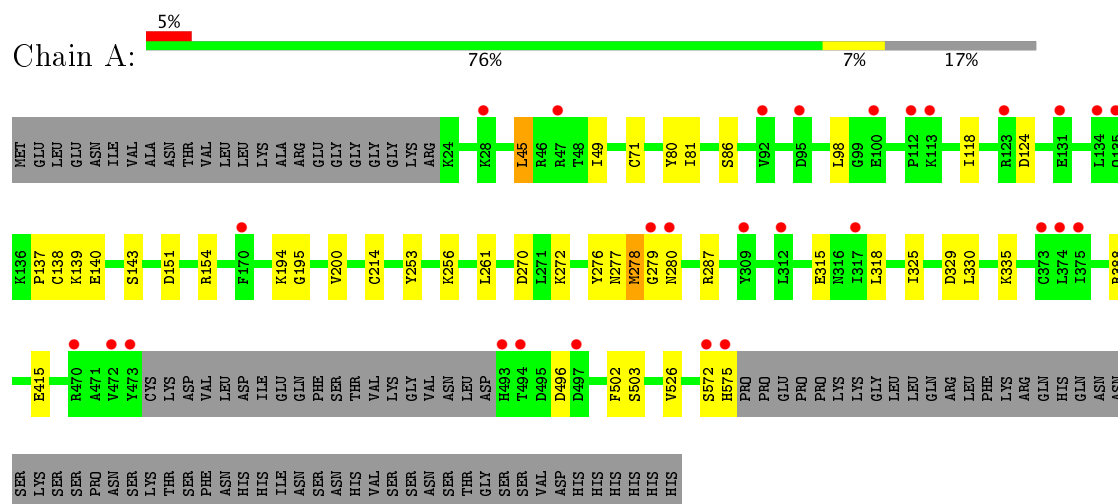 5%
Chain A:
76% 7% 17%
MET GLU LEU GLU ASN ILE VAL ALA ASN THR VAL LEU LEU LYS ALA ARG GLU GLY GLY GLY GLY LYS ARG K24 K28 L45 R46 R47 T48 I49 C71 Y80 I81 S86 V92 D95 L98 G99 E100 P112 K113 I118 R123 D124 E131 L134 Q135
K136 P137 C138 K139 E140 S143 D151 R154 F170 K194 G195 V200 C214 Y253 K256 L261 D270 L271 K272 Y276 N277 M278 G279 N280 R287 Y309 L312 E315 N316 I317 L318 I325 D329 L330 K335 C373 L374 I375 R388
E415 R470 A471 V472 Y473 CYS LYS ASP VAL LEU ASP ILE GLU GLN PHE SER THR VAL LYS GLY VAL ASN LEU ASP H493 T494 D495 D496 D497 F502 S503 V526 S572 H575 PRO PRO GLU PRO PRO LYS GLY LEU LEU GLN ARG LEU PHE LYS ARG GLN HIS GLN ASN ASN
SER LYS SER SER PRO ASN SER LYS THR SER PHE ASN HIS HIS ILE ASN SER ASN HIS VAL SER SER ASN SER THR GLY SER SER VAL ASP HIS HIS HIS HIS HIS HIS